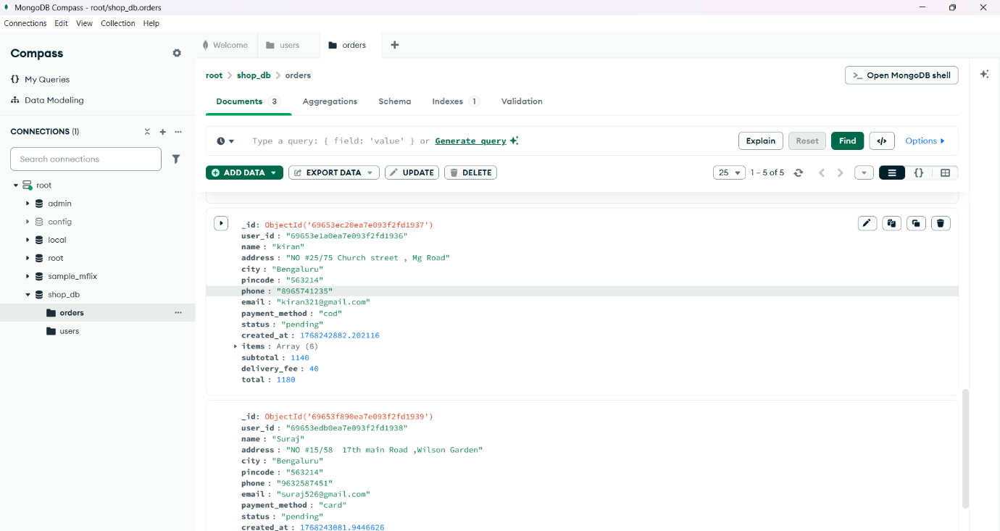 MongoDB Compass - root/shop_db.orders
Connections Edit View Collection Help
Compass
My Queries
Data Modeling
CONNECTIONS (1)
Search connections
root
admin
config
local
root
sample_mflix
shop_db
orders
users
Welcome users orders
root > shop_db > orders
>_ Open MongoDB shell
Documents 3 Aggregations Schema Indexes 1 Validation
Type a query: { field: 'value' } or Generate query
Explain Reset Find </> Options
ADD DATA EXPORT DATA UPDATE DELETE
25 1 – 5 of 5 {}
_id: ObjectId('69653ec20ea7e093f2fd1937')
user_id : "69653e1a0ea7e093f2fd1936"
name : "kiran"
address : "NO #25/75 Church street , Mg Road"
city : "Bengaluru"
pincode : "563214"
phone : "8965741235"
email : "kiran321@gmail.com"
payment_method : "cod"
status : "pending"
created_at : 1768242882.202116
items : Array (6)
subtotal : 1140
delivery_fee : 40
total : 1180
_id: ObjectId('69653f890ea7e093f2fd1939')
user_id : "69653edb0ea7e093f2fd1938"
name : "Suraj"
address : "NO #15/58  17th main Road ,Wilson Garden"
city : "Bengaluru"
pincode : "563214"
phone : "9632587451"
email : "suraj526@gmail.com"
payment_method : "card"
status : "pending"
created_at : 1768243081.9446626